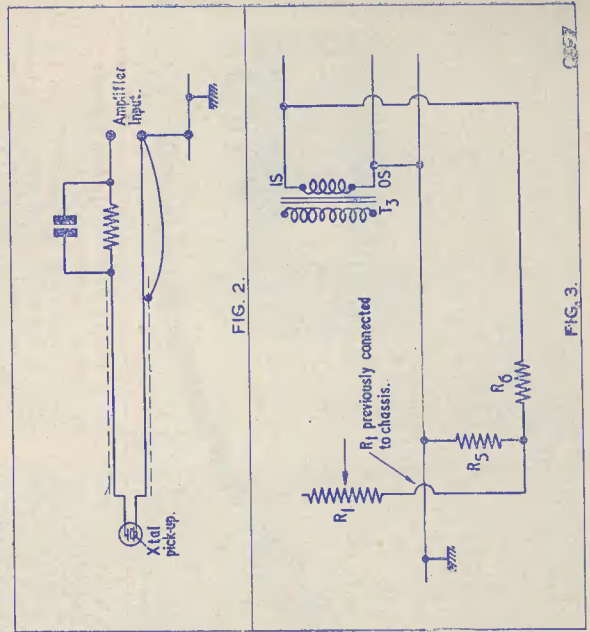 Amplifier
Input.
Xtal
pick-up.
FIG. 2.
IS
OS
T3
R1
R1 previously connected
to chassis.
R5
R6
FIG. 3.